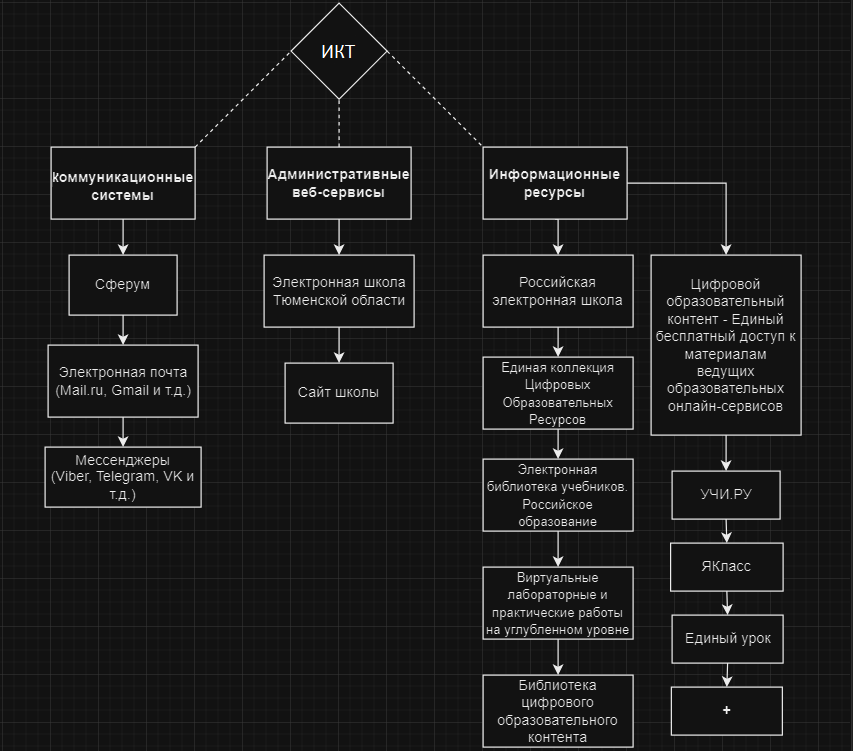 ИКТ
Коммуникационные
системы
Сферум
Электронная почта
(Mail.ru, Gmail и т.д.)
Мессенджеры
(Viber, Telegram, VK и
т.д.)
Административные
веб-сервисы
Электронная школа
Тюменской области
Сайт школы
Информационные
ресурсы
Российская
электронная школа
Единая коллекция
Цифровых
Образовательных
Ресурсов
Электронная
библиотека учебников.
Российское
образование
Виртуальные
лабораторные и
практические работы
на углубленном уровне
Библиотека
цифрового
образовательного
контента
Цифровой
образовательный
контент - Единый
бесплатный доступ к
материалам
ведущих
образовательных
онлайн-сервисов
УЧИ.РУ
ЯКласс
Единый урок
+